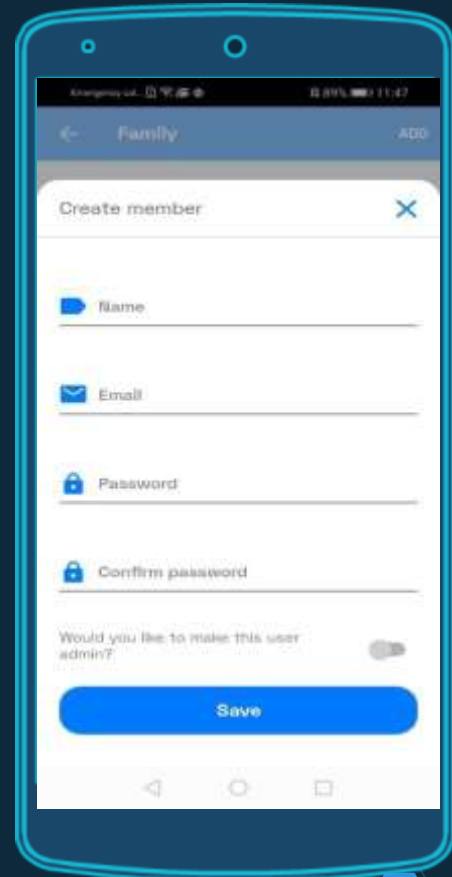 89% 11:47
Family ADD
Create member
Name
Email
Password
Confirm password
Would you like to make this user
admin?
Save